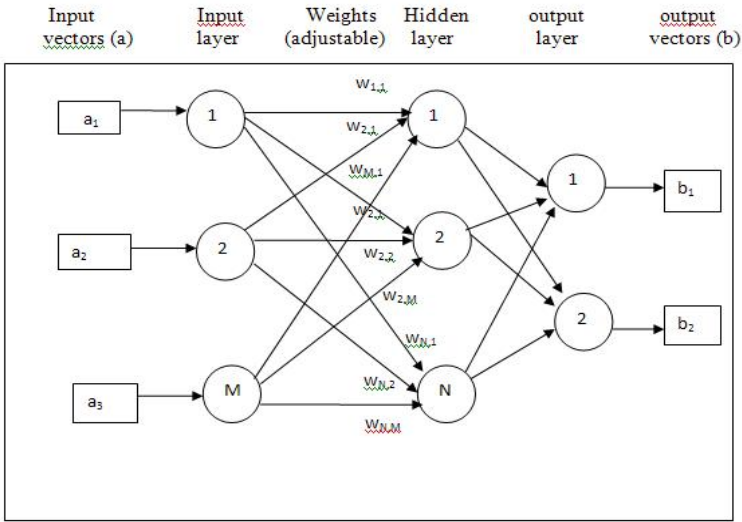 Input Input Weights Hidden output output
vectors (a) layer (adjustable) layer layer vectors (b)
w1,1
a1 1 1
w2,1
wM,1
1 b1
w2,1
a2 2 2
w2,2
w2,M
2 b2
wN,1
wN,2
a3 M N
wN,M